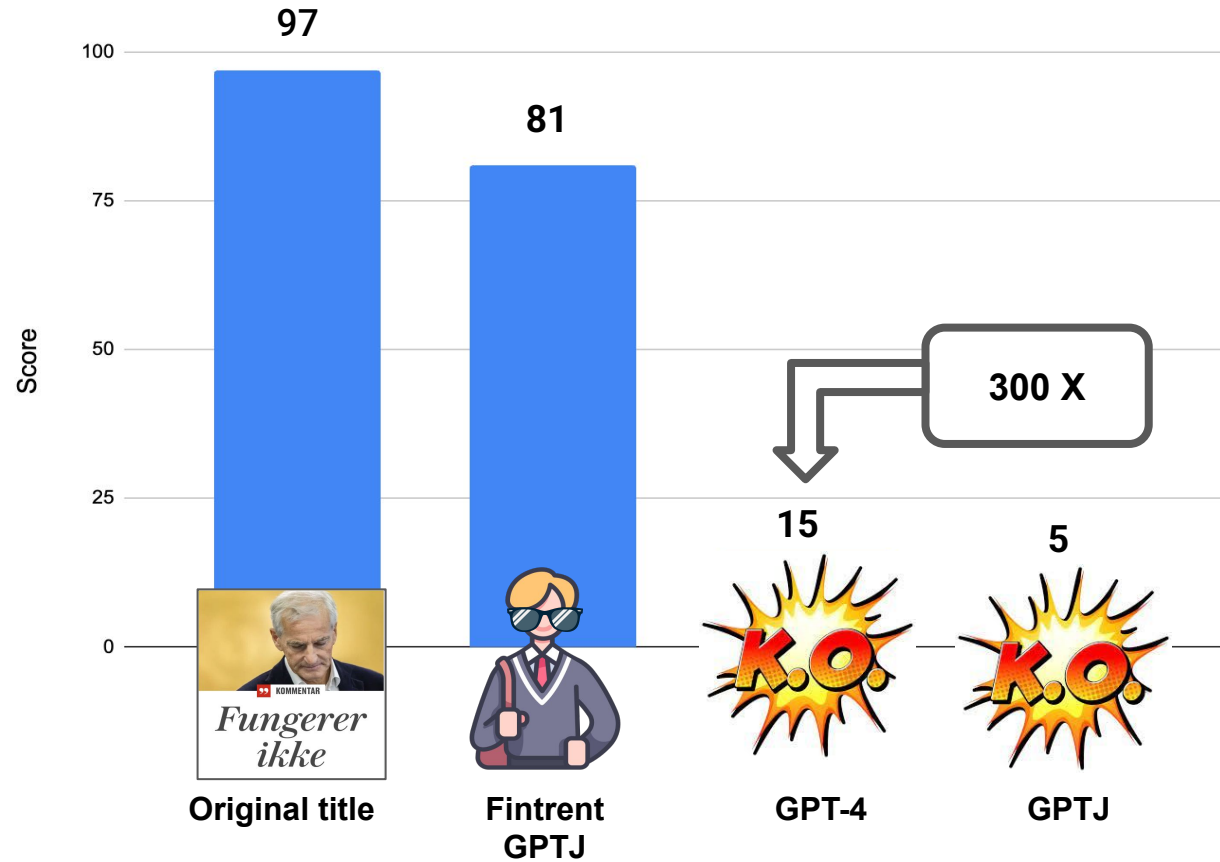 97
100
81
75
Score
50
300 X
25
15
5
K.O.
K.O.
0
KOMMENTAR
Fungerer
ikke
Original title
Fintrent
GPTJ
GPT-4
GPTJ